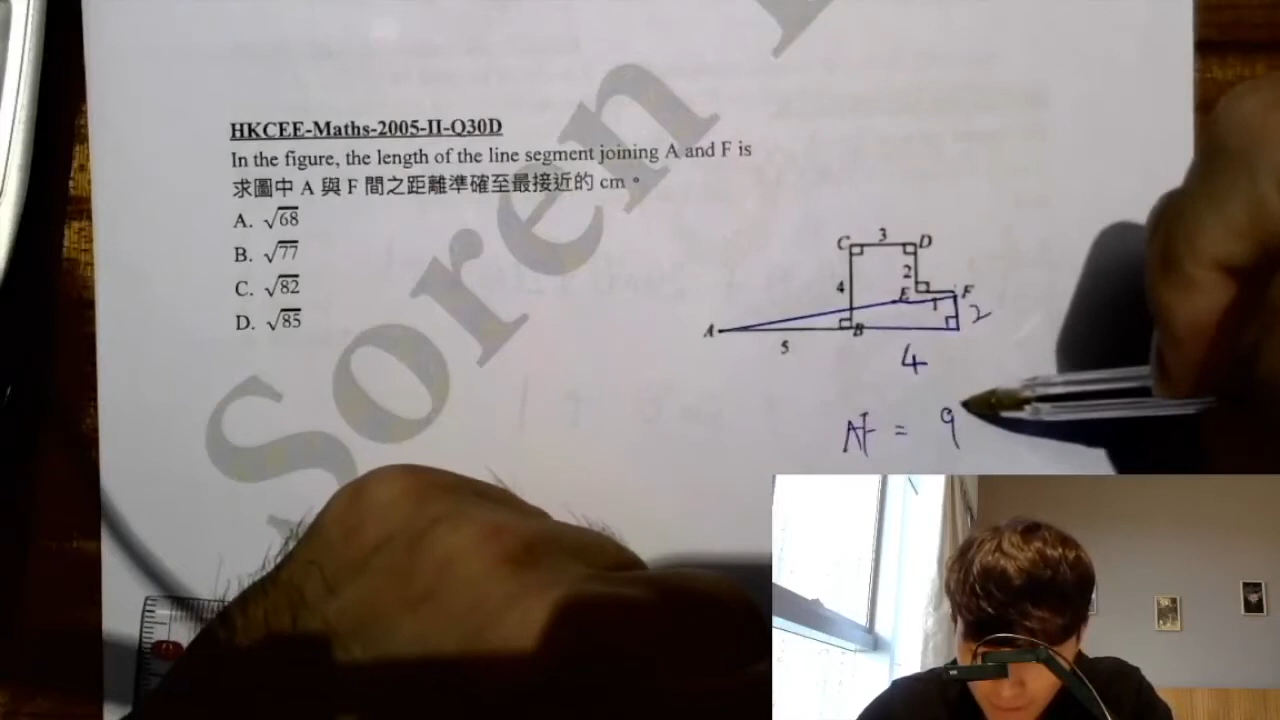 HKCEE-Maths-2005-II-Q30D
In the figure, the length of the line segment joining A and F is
求圖中 A 與 F 間之距離準確至最接近的 cm。
A. √68
B. √77
C. √82
D. √85
C 3 D
2
4 E F
1 2
A B
5 4
AF = 9
Soren